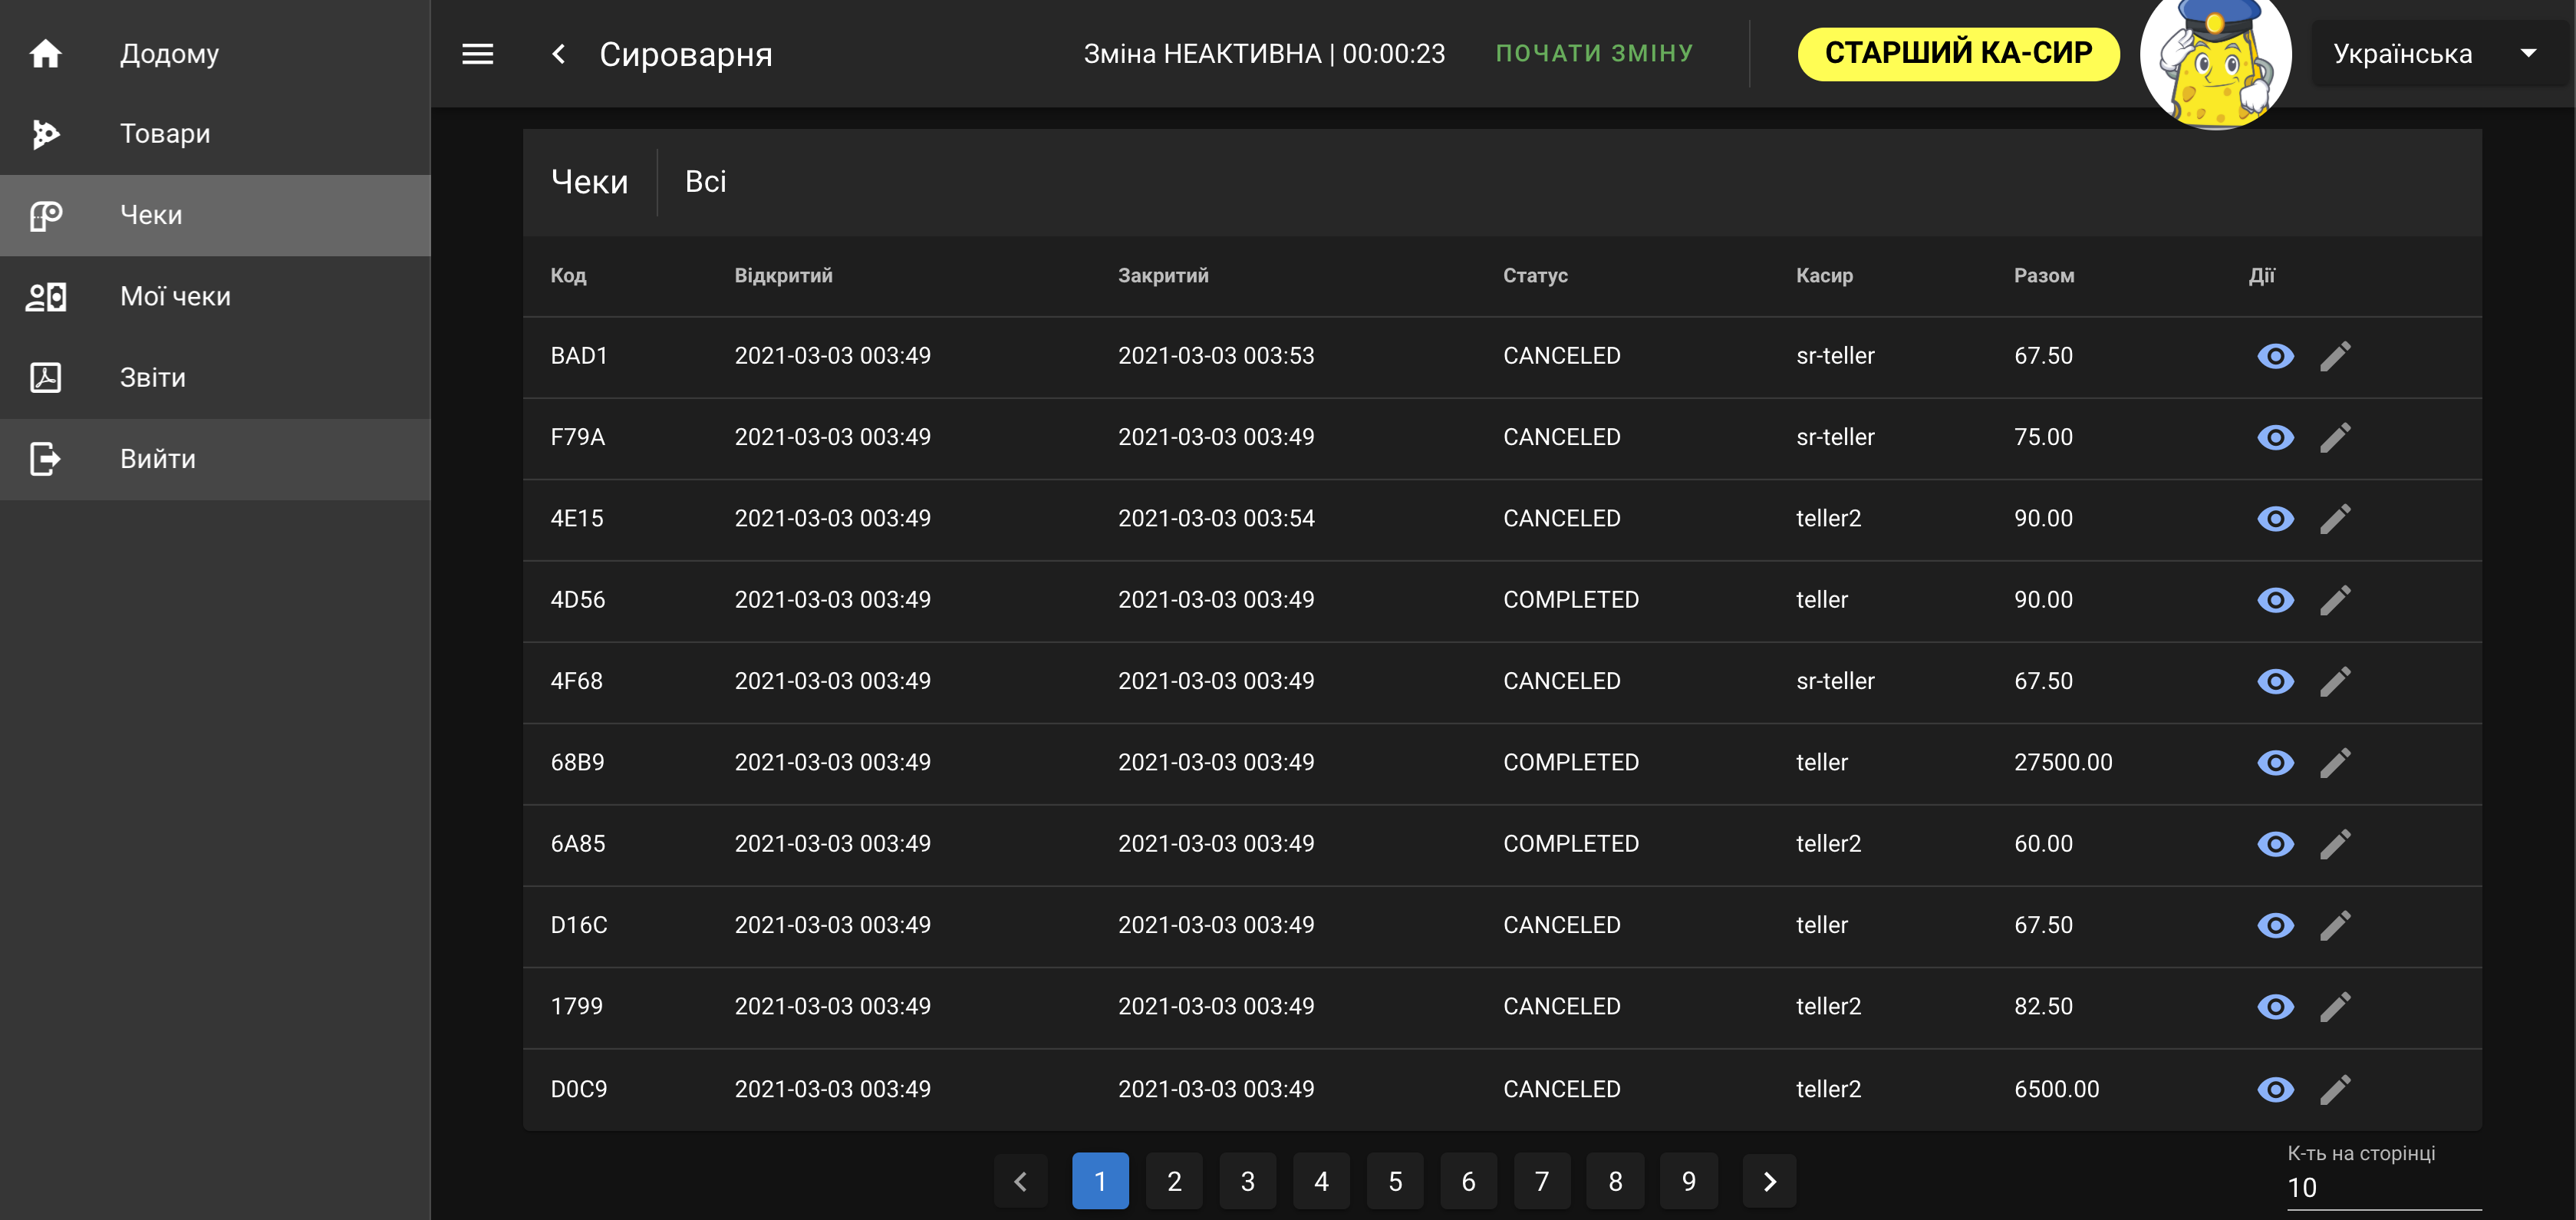 Додому
Товари
Чеки
Мої чеки
Звіти
Вийти
Сироварня
Зміна НЕАКТИВНА | 00:00:23
ПОЧАТИ ЗМІНУ
СТАРШИЙ КА-СИР
Українська
Чеки
Всі
Код Відкритий Закритий Статус Касир Разом Дії
BAD1 2021-03-03 003:49 2021-03-03 003:53 CANCELED sr-teller 67.50
F79A 2021-03-03 003:49 2021-03-03 003:49 CANCELED sr-teller 75.00
4E15 2021-03-03 003:49 2021-03-03 003:54 CANCELED teller2 90.00
4D56 2021-03-03 003:49 2021-03-03 003:49 COMPLETED teller 90.00
4F68 2021-03-03 003:49 2021-03-03 003:49 CANCELED sr-teller 67.50
68B9 2021-03-03 003:49 2021-03-03 003:49 COMPLETED teller 27500.00
6A85 2021-03-03 003:49 2021-03-03 003:49 COMPLETED teller2 60.00
D16C 2021-03-03 003:49 2021-03-03 003:49 CANCELED teller 67.50
1799 2021-03-03 003:49 2021-03-03 003:49 CANCELED teller2 82.50
D0C9 2021-03-03 003:49 2021-03-03 003:49 CANCELED teller2 6500.00
1 2 3 4 5 6 7 8 9
К-ть на сторінці
10